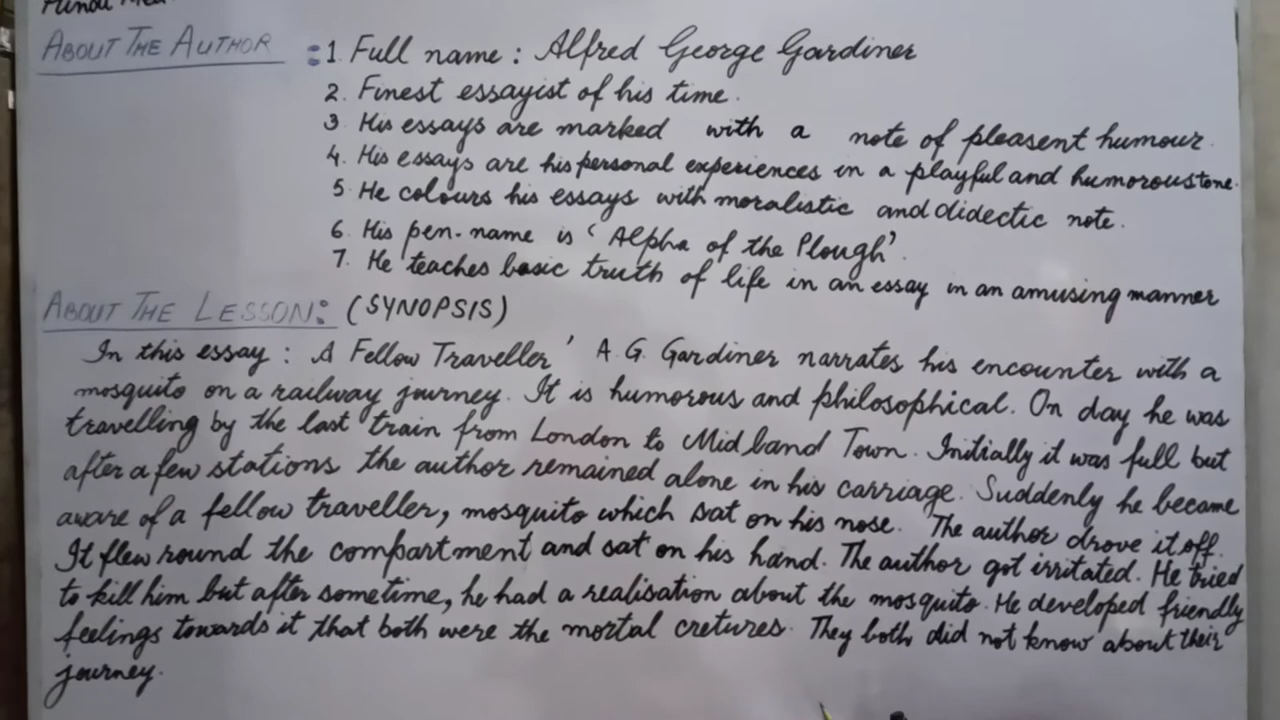 ABOUT THE AUTHOR :1. Full name : Alfred George Gardiner
2. Finest essayist of his time.
3 His essays are marked with a note of pleasent humour.
4. His essays are his personal experiences in a playful and humorous tone.
5. He colours his essays with moralistic and didectic note.
6. His pen-name is 'Alpha of the Plough'.
7. He teaches basic truth of life in an essay in an amusing manner
ABOUT THE LESSON: (SYNOPSIS)
In this essay : A Fellow Traveller' A.G. Gardiner narrates his encounter with a
mosquito on a railway journey. It is humorous and philosophical. On day he was
travelling by the last train from London to Midland Town. Initially it was full but
after a few stations the author remained alone in his carriage. Suddenly he became
aware of a fellow traveller, mosquito which sat on his nose. The author drove it off.
It flew round the compartment and sat on his hand. The author got irritated. He tried
to kill him but after sometime, he had a realisation about the mosquito. He developed friendly
feelings towards it that both were the mortal cretures. They both did not know about their
journey.